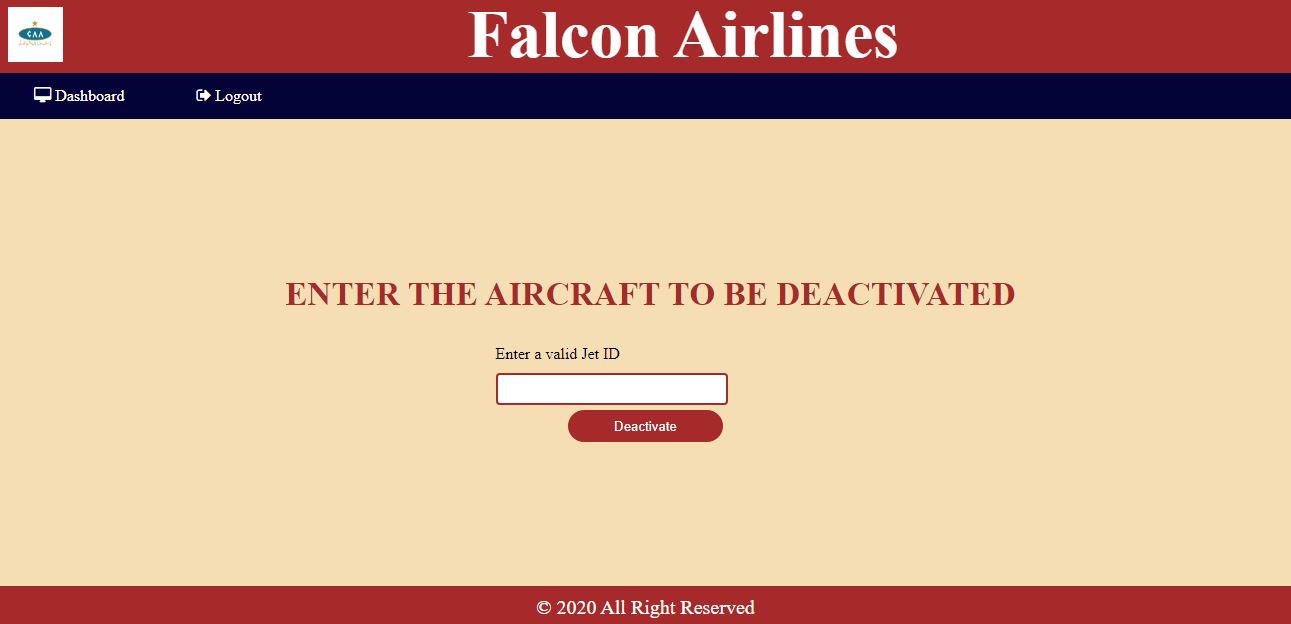 CAA
Falcon Airlines
Dashboard
Logout
ENTER THE AIRCRAFT TO BE DEACTIVATED
Enter a valid Jet ID
Deactivate
© 2020 All Right Reserved